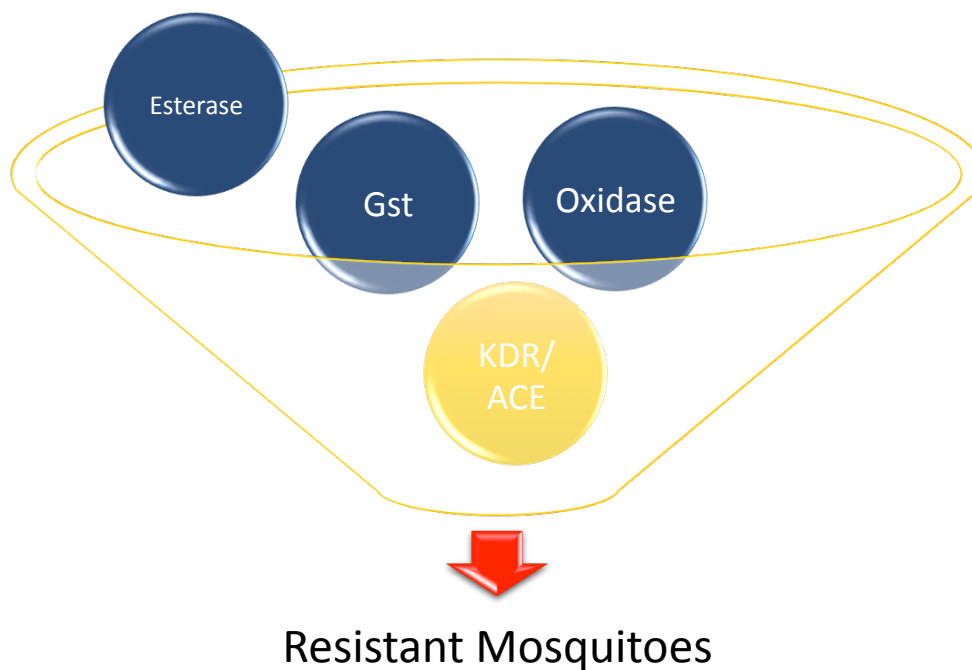 Esterase
Gst
Oxidase
KDR/
ACE
Resistant Mosquitoes